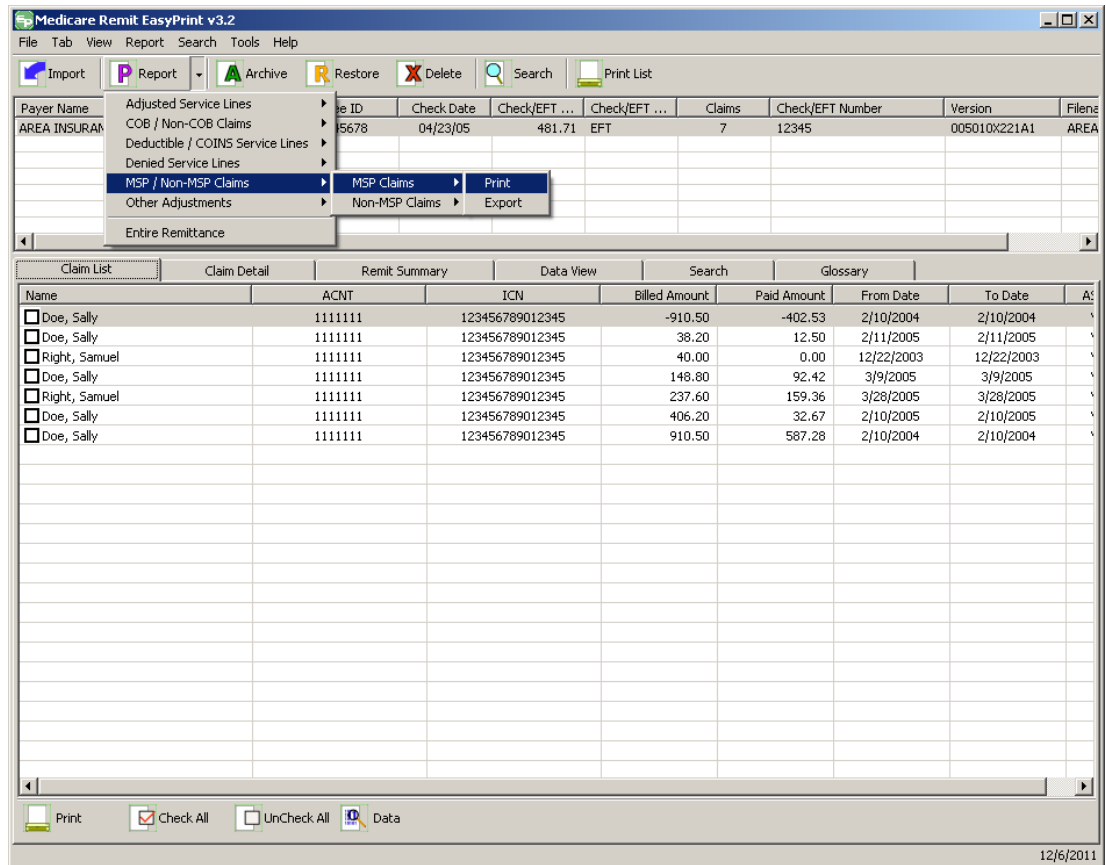 Medicare Remit EasyPrint v3.2
File Tab View Report Search Tools Help
Import Report Archive Restore Delete Search Print List
Payer Name ee ID Check Date Check/EFT ... Check/EFT ... Claims Check/EFT Number Version Filena
AREA INSURAN 45678 04/23/05 481.71 EFT 7 12345 005010X221A1 AREA
Adjusted Service Lines
COB / Non-COB Claims
Deductible / COINS Service Lines
Denied Service Lines
MSP / Non-MSP Claims MSP Claims Print
Other Adjustments Non-MSP Claims Export
Entire Remittance
Claim List Claim Detail Remit Summary Data View Search Glossary
Name ACNT ICN Billed Amount Paid Amount From Date To Date AS
Doe, Sally 1111111 123456789012345 -910.50 -402.53 2/10/2004 2/10/2004
Doe, Sally 1111111 123456789012345 38.20 12.50 2/11/2005 2/11/2005
Right, Samuel 1111111 123456789012345 40.00 0.00 12/22/2003 12/22/2003
Doe, Sally 1111111 123456789012345 148.80 92.42 3/9/2005 3/9/2005
Right, Samuel 1111111 123456789012345 237.60 159.36 3/28/2005 3/28/2005
Doe, Sally 1111111 123456789012345 406.20 32.67 2/10/2005 2/10/2005
Doe, Sally 1111111 123456789012345 910.50 587.28 2/10/2004 2/10/2004
Print Check All UnCheck All Data
12/6/2011